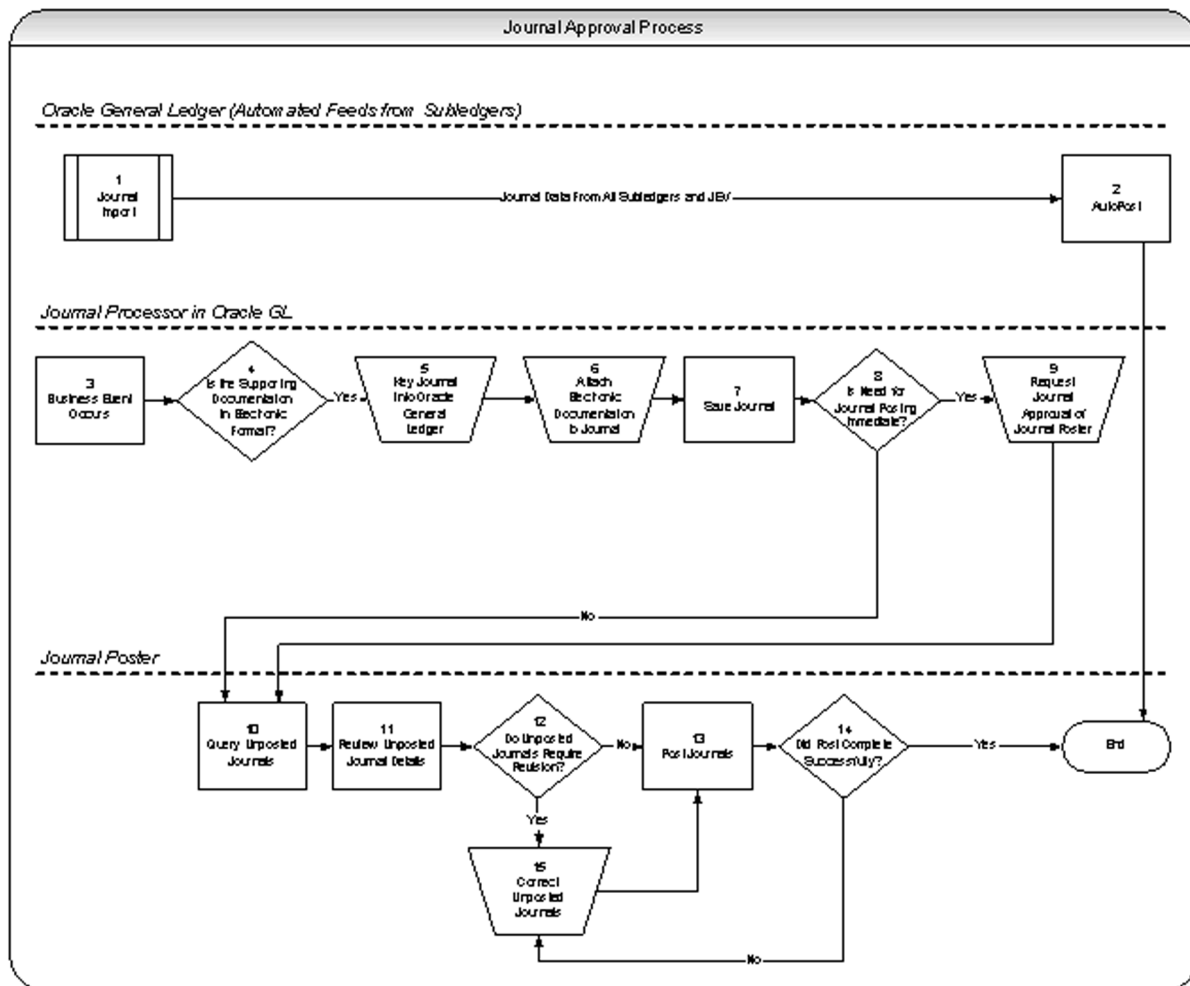 Journal Approval Process
Oracle General Ledger (Automated Feeds from Subledgers)
1
Journal
Import
Journal Data From All Subledgers and JEV
2
AutoPost
Journal Processor in Oracle GL
3
Business Event
Occurs
4
Is the Supporting
Documentation
in Electronic
Format?
Yes
5
Key Journal
Into Oracle
General
Ledger
6
Attach
Electronic
Documentation
to Journal
7
Save Journal
8
Is Need for
Journal Posting
Immediate?
Yes
9
Request
Journal
Approval of
Journal Poster
No
Journal Poster
10
Query Unposted
Journals
11
Review Unposted
Journal Details
12
Do Unposted
Journals Require
Revision?
No
13
Post Journals
14
Did Post Complete
Successfully?
Yes
End
Yes
15
Correct
Unposted
Journals
No